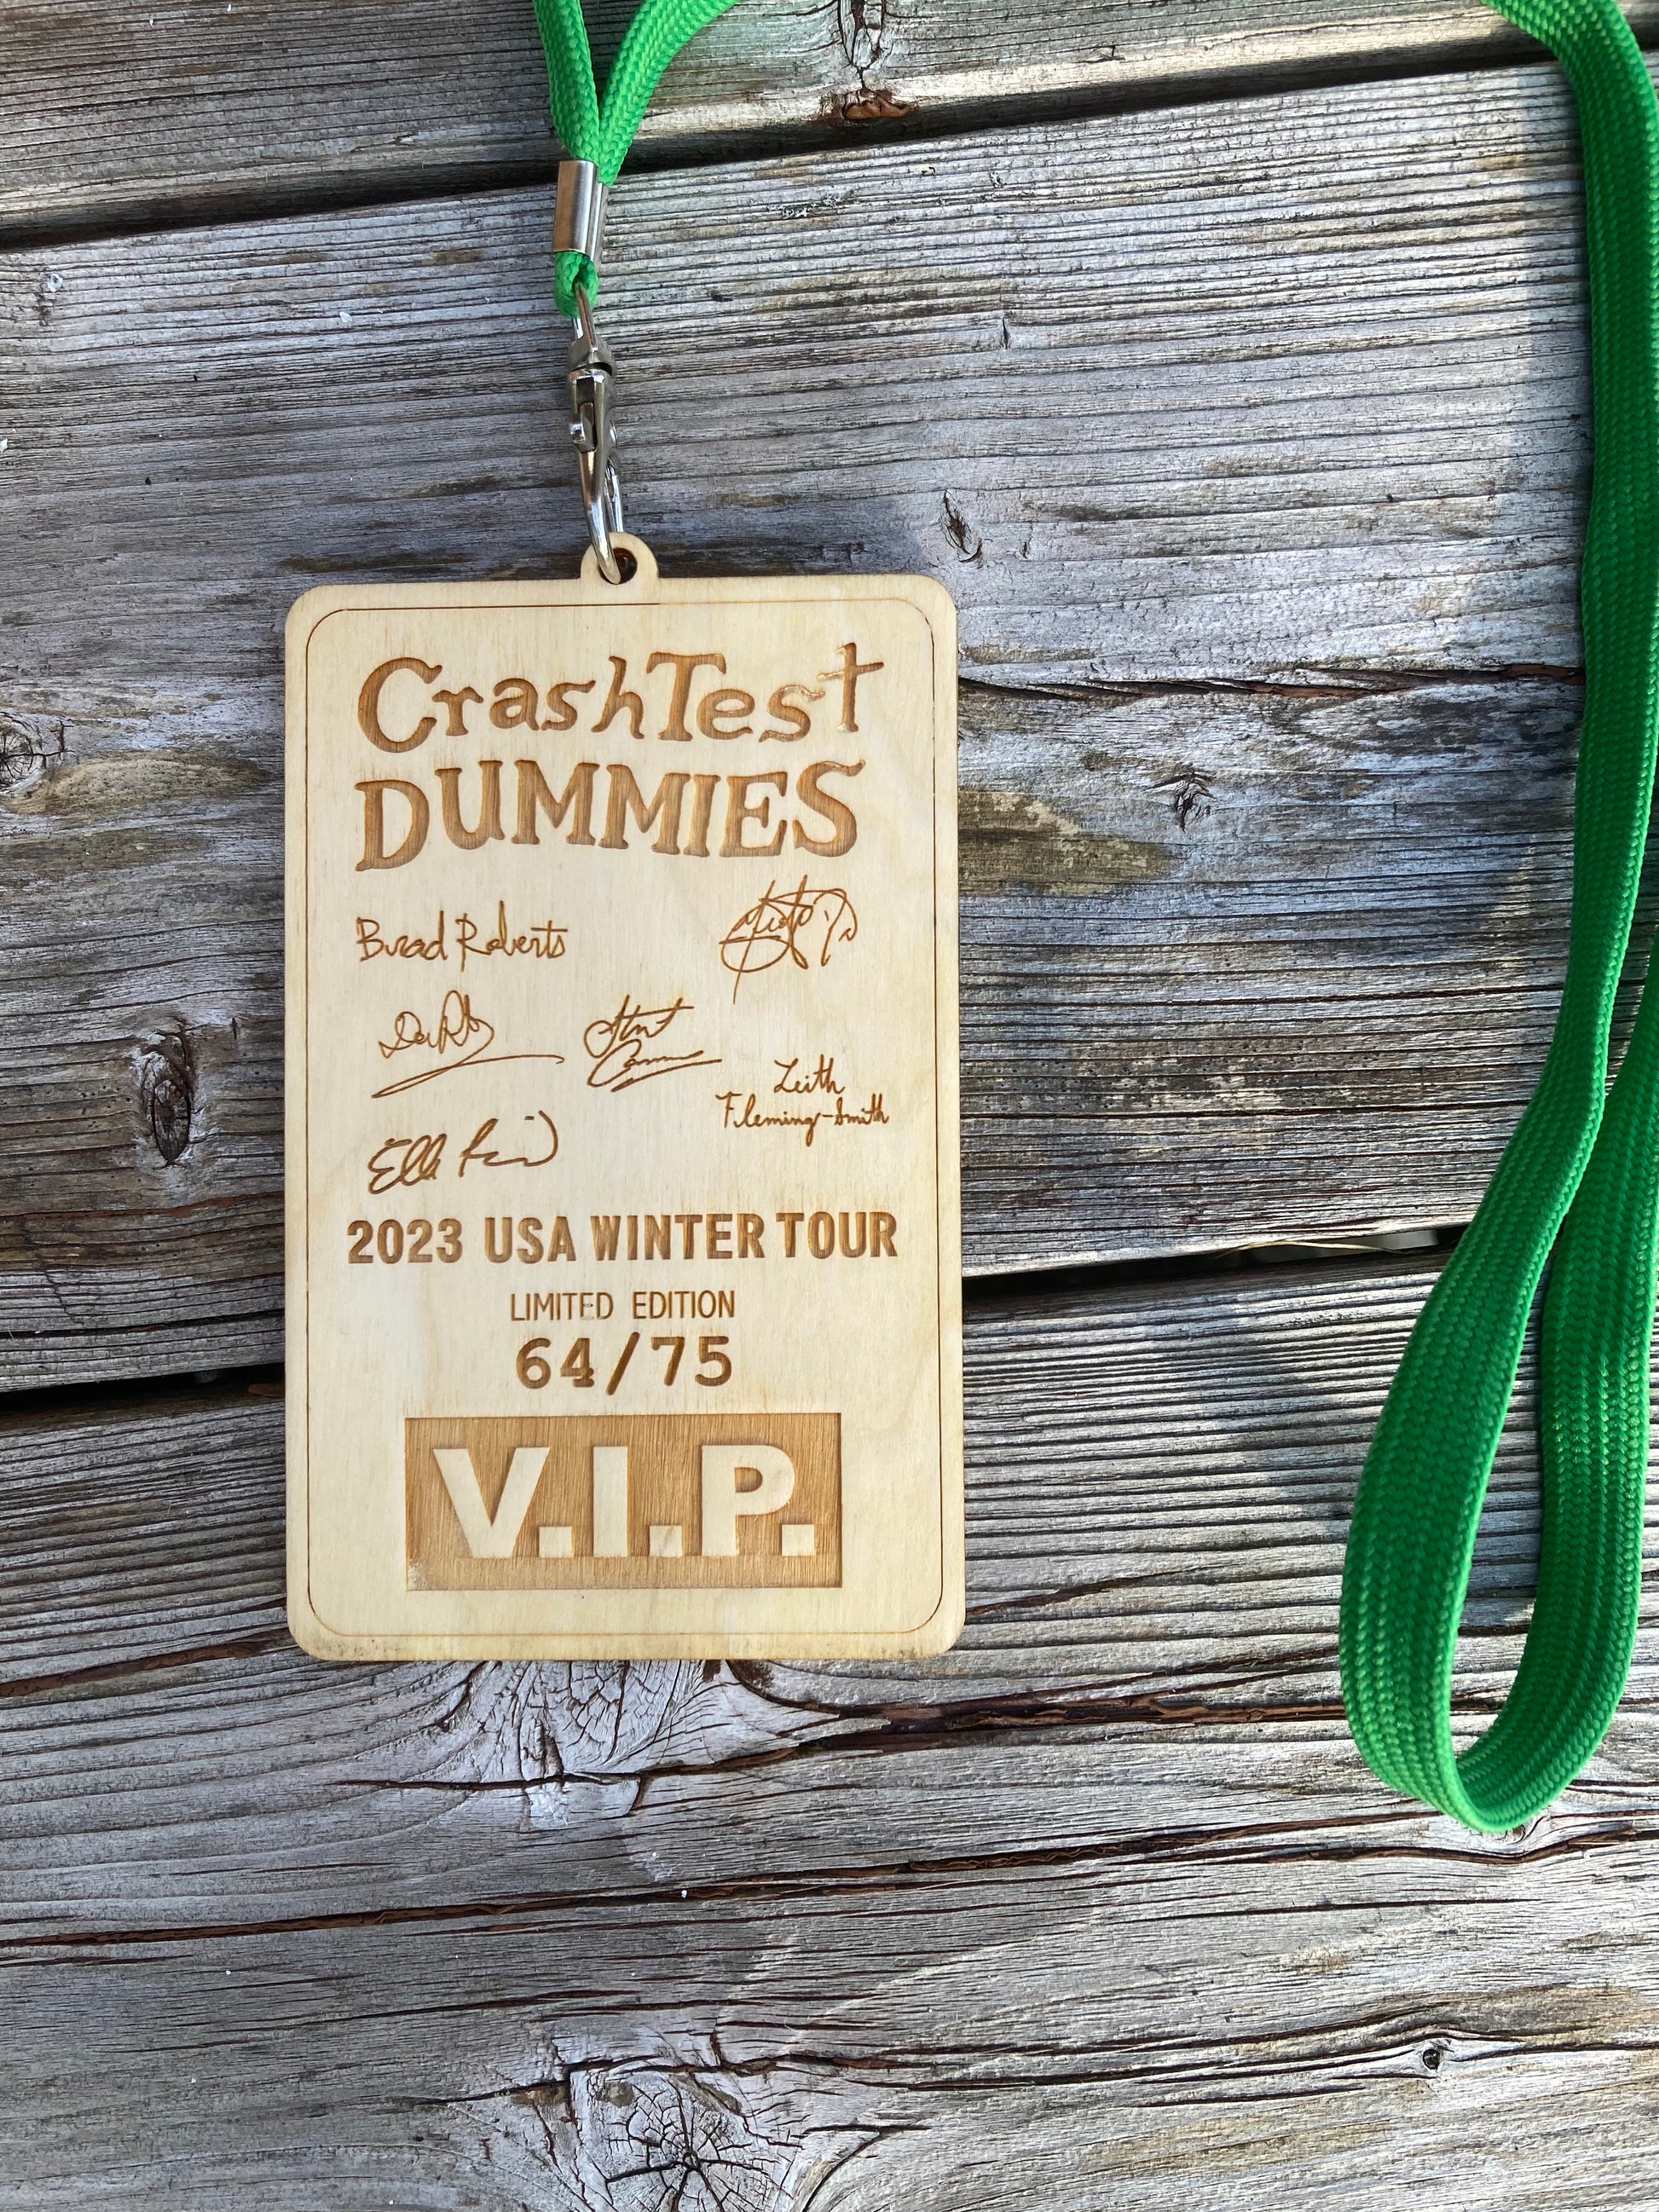 CrashTest
DUMMIES
Brad Roberts
Leith
Fleming-Smith
2023 USA WINTER TOUR
LIMITED EDITION
64/75
V.I.P.